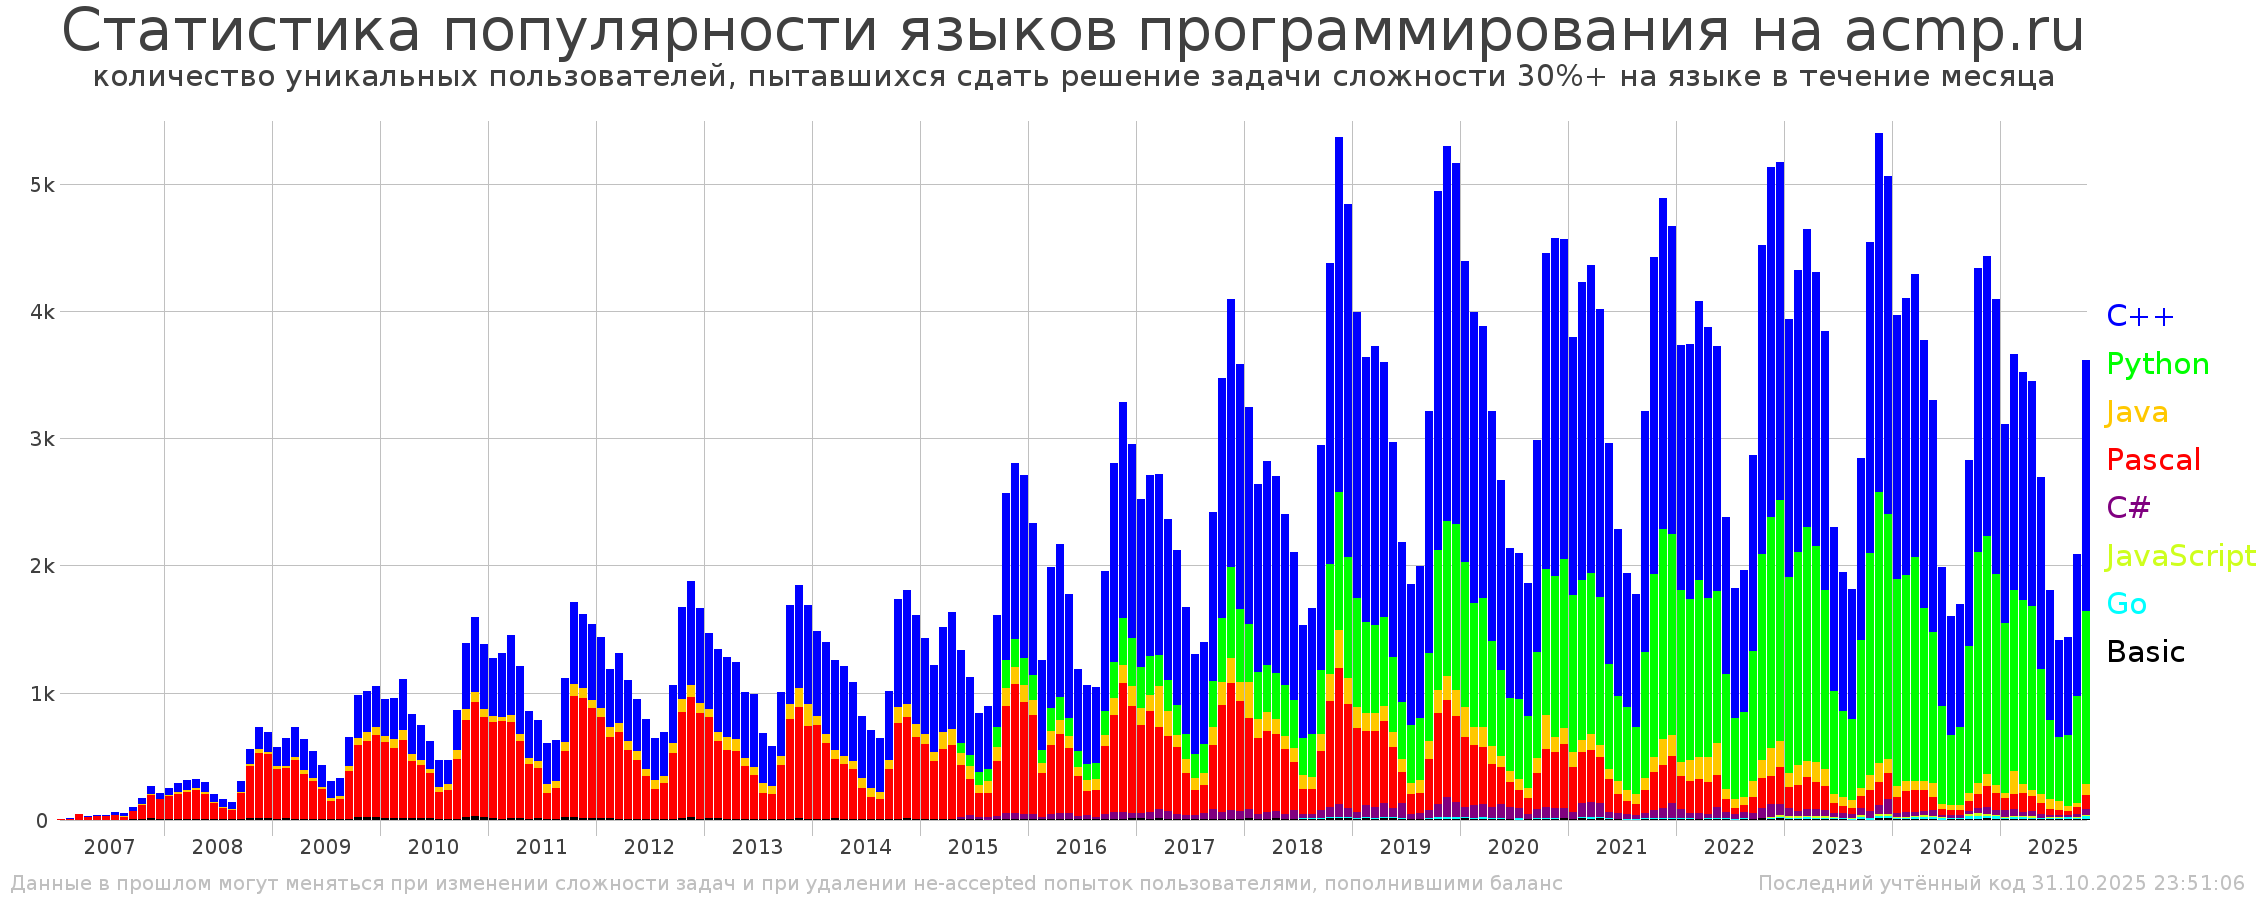 Статистика популярности языков программирования на acmp.ru
количество уникальных пользователей, пытавшихся сдать решение задачи сложности 30%+ на языке в течение месяца
5k
4k
3k
2k
1k
0
C++
Python
Java
Pascal
C#
JavaScript
Go
Basic
2007 2008 2009 2010 2011 2012 2013 2014 2015 2016 2017 2018 2019 2020 2021 2022 2023 2024 2025
Данные в прошлом могут меняться при изменении сложности задач и при удалении не-accepted попыток пользователями, пополнившими баланс
Последний учтённый код 31.10.2025 23:51:06